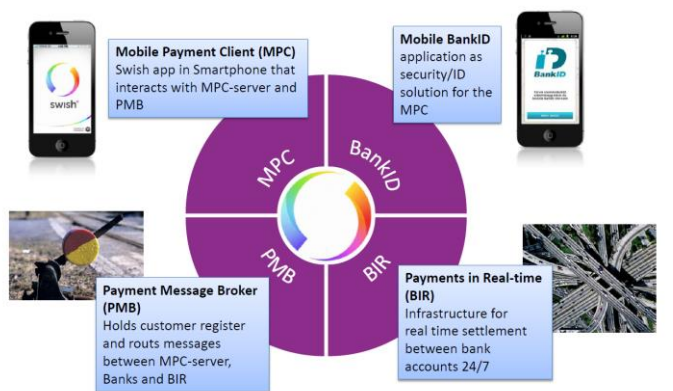 Mobile Payment Client (MPC)
Swish app in Smartphone that
interacts with MPC-server and
PMB
Mobile BankID
application as
security/ID
solution for the
MPC
swish
BankID
MPC
BankID
PMB
BIR
Payment Message Broker
(PMB)
Holds customer register
and routs messages
between MPC-server,
Banks and BIR
Payments in Real-time
(BIR)
Infrastructure for
real time settlement
between bank
accounts 24/7